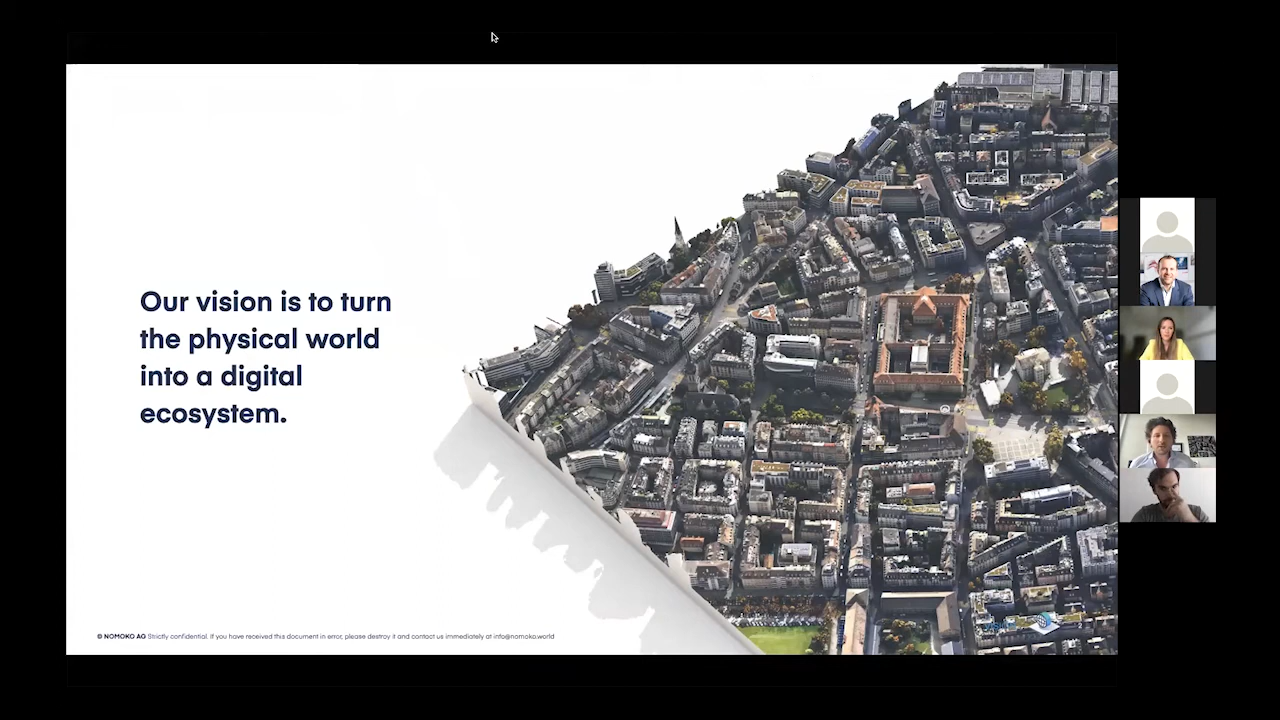 Our vision is to turn
the physical world
into a digital
ecosystem.
© NOMOKO AG Strictly confidential. If you have received this document in error, please destroy it and contact us immediately at info@nomoko.world
2